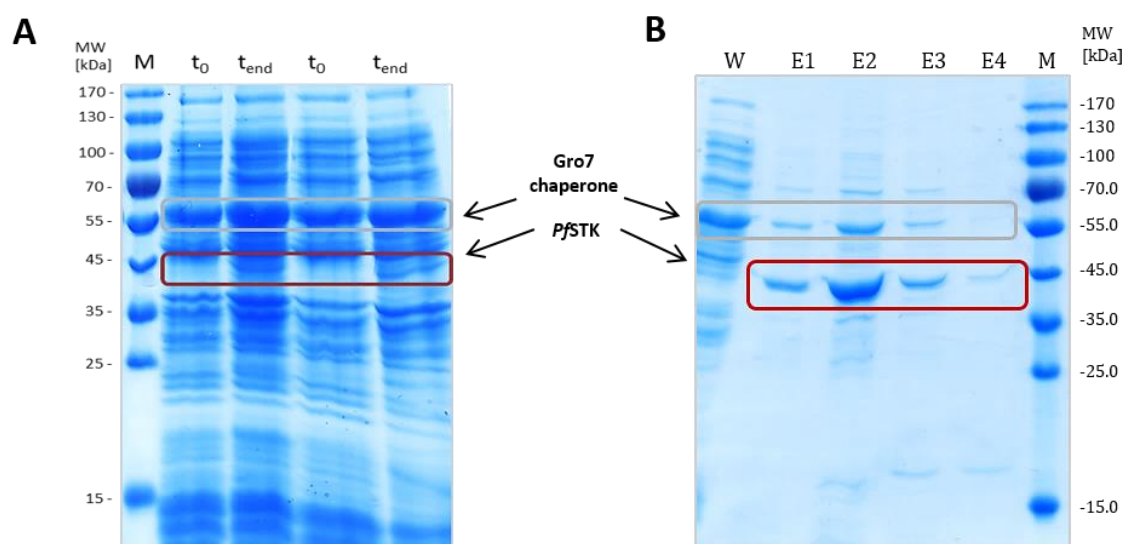 A
MW
[kDa]
M t₀ tend t₀ tend
170 -
130 -
100 -
70 -
55 -
45 -
35 -
25 -
15 -
Gro7
chaperone
PfSTK
B
W E1 E2 E3 E4 M
MW
[kDa]
-170
-130
-100
-70.0
-55.0
-45.0
-35.0
-25.0
-15.0